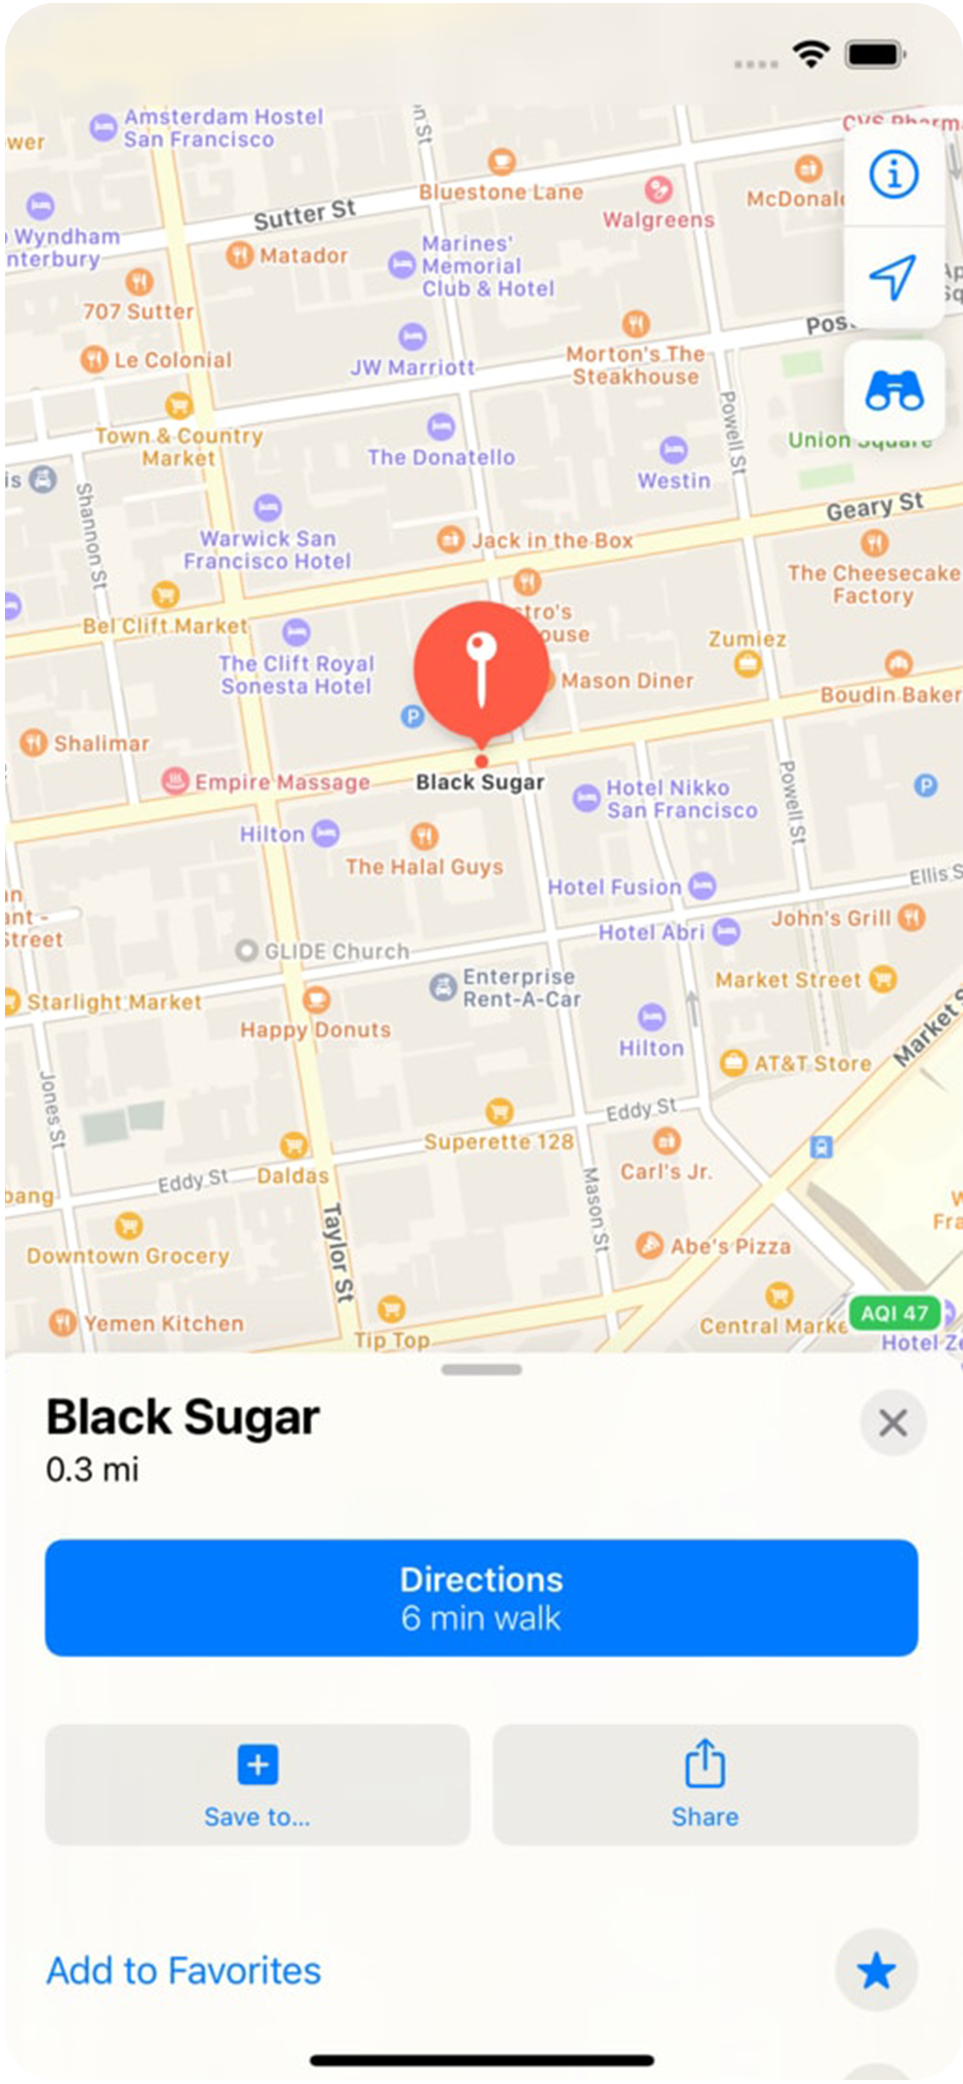 Amsterdam Hostel
San Francisco
wer
n St
CVS Pharm
Bluestone Lane
Walgreens
McDonal
Sutter St
Wyndham
nterbury
Matador
Marines'
Memorial
Club & Hotel
Ap
Sq
707 Sutter
Pos
Le Colonial
JW Marriott
Morton's The
Steakhouse
Town & Country
Market
The Donatello
Powell St
Union Square
is
Westin
Shannon St
Geary St
Warwick San
Francisco Hotel
Jack in the Box
The Cheesecake
Factory
Bel Clift Market
stro's
ouse
Zumiez
The Clift Royal
Sonesta Hotel
Mason Diner
Boudin Baker
P
Shalimar
Empire Massage
Black Sugar
Hotel Nikko
San Francisco
Powell St
P
Hilton
The Halal Guys
Hotel Fusion
Ellis S
an
ant -
Street
John's Grill
Hotel Abri
GLIDE Church
Enterprise
Rent-A-Car
Market Street
Starlight Market
Happy Donuts
Hilton
Market S
AT&T Store
Jones St
Eddy St
Superette 128
Daldas
Carl's Jr.
Eddy St
bang
Mason St
Taylor St
W
Fra
Downtown Grocery
Abe's Pizza
Yemen Kitchen
Tip Top
Central Marke
AQI 47
Hotel Ze
Black Sugar
0.3 mi
Directions
6 min walk
Save to...
Share
Add to Favorites